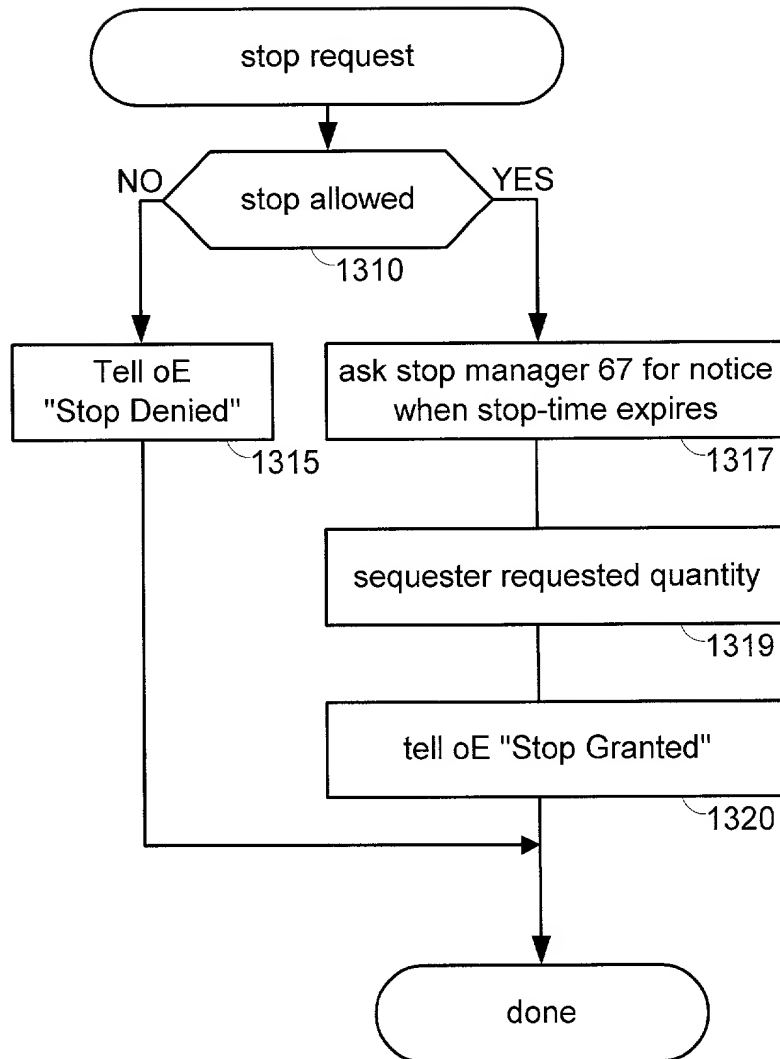 stop request
NO
YES
stop allowed
1310
Tell oE
"Stop Denied"
1315
ask stop manager 67 for notice
when stop-time expires
1317
sequester requested quantity
1319
tell oE "Stop Granted"
1320
done